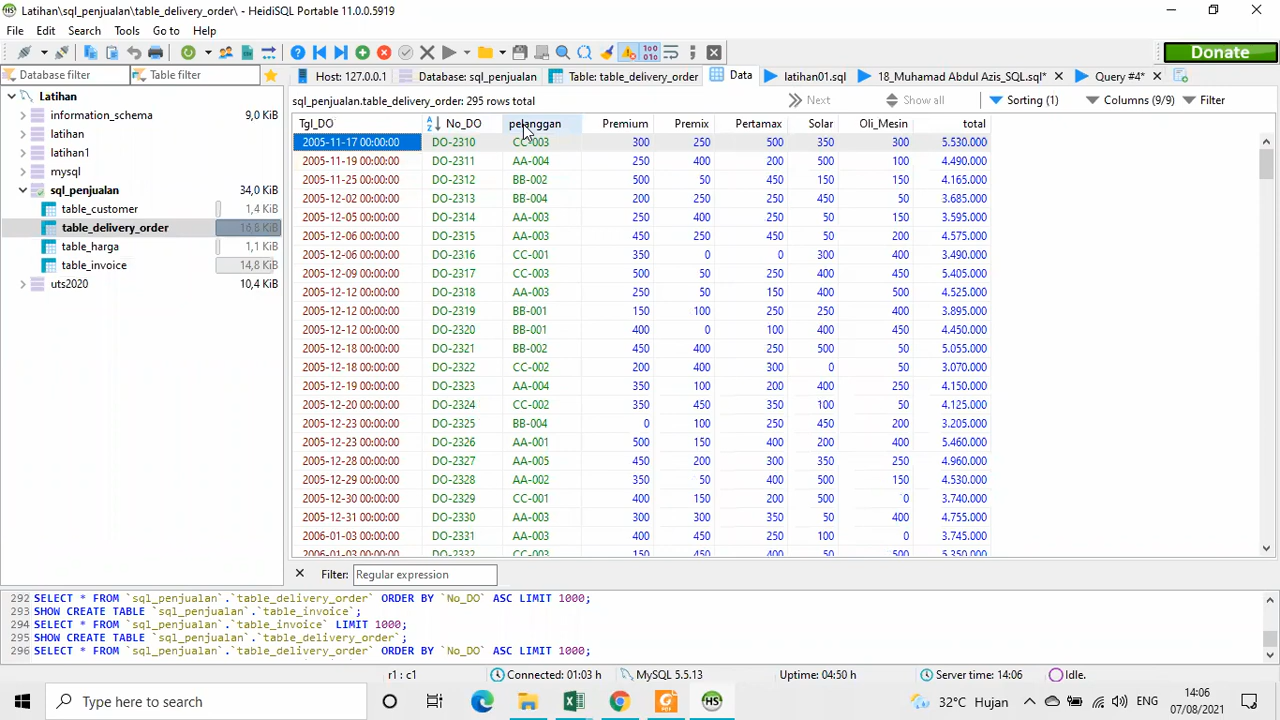 Latihan\sql_penjualan\table_delivery_order\ - HeidiSQL Portable 11.0.0.5919
File Edit Search Tools Go to Help
Donate
Database filter Table filter Host: 127.0.0.1 Database: sql_penjualan Table: table_delivery_order Data latihan01.sql 18_Muhammad Abdul Azis_SQL.sql* Query #4*
Latihan
information_schema 9,0 KiB
latihan
latihan1
mysql
sql_penjualan 34,0 KiB
table_customer 1,4 KiB
table_delivery_order 16,8 KiB
table_harga 1,1 KiB
table_invoice 14,8 KiB
uts2020 10,4 KiB
sql_penjualan.table_delivery_order: 295 rows total Next Show all Sorting (1) Columns (9/9) Filter
Tgl_DO No_DO pelanggan Premium Premix Pertamax Solar Oli_Mesin total
2005-11-17 00:00:00 DO-2310 CC-003 300 250 500 350 300 5.530.000
2005-11-19 00:00:00 DO-2311 AA-004 250 400 200 500 100 4.490.000
2005-11-25 00:00:00 DO-2312 BB-002 500 50 450 150 150 4.165.000
2005-12-02 00:00:00 DO-2313 BB-004 200 250 250 450 50 3.685.000
2005-12-05 00:00:00 DO-2314 AA-003 250 400 250 50 150 3.595.000
2005-12-06 00:00:00 DO-2315 AA-003 450 250 450 50 200 4.575.000
2005-12-06 00:00:00 DO-2316 CC-001 350 0 0 300 400 3.490.000
2005-12-09 00:00:00 DO-2317 CC-003 500 50 250 400 450 5.405.000
2005-12-12 00:00:00 DO-2318 AA-003 250 50 150 400 500 4.525.000
2005-12-12 00:00:00 DO-2319 BB-001 150 100 250 250 400 3.895.000
2005-12-12 00:00:00 DO-2320 BB-001 400 0 100 400 450 4.450.000
2005-12-18 00:00:00 DO-2321 BB-002 450 400 250 500 50 5.055.000
2005-12-18 00:00:00 DO-2322 CC-002 200 400 300 0 50 3.070.000
2005-12-19 00:00:00 DO-2323 AA-004 350 100 200 400 250 4.150.000
2005-12-20 00:00:00 DO-2324 CC-002 350 450 350 100 50 4.125.000
2005-12-23 00:00:00 DO-2325 BB-004 0 100 250 450 200 3.205.000
2005-12-23 00:00:00 DO-2326 AA-001 500 150 400 200 400 5.460.000
2005-12-28 00:00:00 DO-2327 AA-005 450 200 300 350 250 4.960.000
2005-12-29 00:00:00 DO-2328 AA-002 350 50 400 500 150 4.530.000
2005-12-30 00:00:00 DO-2329 CC-001 400 150 200 500 0 3.740.000
2005-12-31 00:00:00 DO-2330 AA-003 300 300 350 50 400 4.755.000
2006-01-03 00:00:00 DO-2331 AA-003 400 450 250 100 0 3.745.000
2006-01-03 00:00:00 DO-2332 CC-003 150 450 400 50 500 5.350.000
Filter: Regular expression
292 SELECT * FROM `sql_penjualan`.`table_delivery_order` ORDER BY `No_DO` ASC LIMIT 1000;
293 SHOW CREATE TABLE `sql_penjualan`.`table_invoice`;
294 SELECT * FROM `sql_penjualan`.`table_invoice` LIMIT 1000;
295 SHOW CREATE TABLE `sql_penjualan`.`table_delivery_order`;
296 SELECT * FROM `sql_penjualan`.`table_delivery_order` ORDER BY `No_DO` ASC LIMIT 1000;
r1 : c1 Connected: 01:03 h MySQL 5.5.13 Uptime: 04:50 h Server time: 14:06 Idle.
Type here to search 32°C Hujan ENG 14:06
07/08/2021